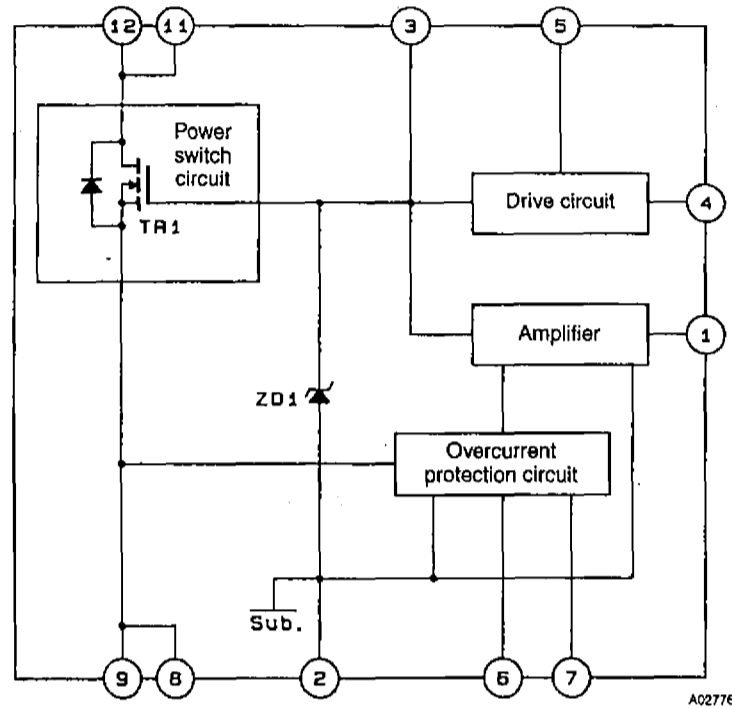 12 11 3 5
Power
switch
circuit
TR1
Drive circuit
4
Amplifier
1
ZD1
Overcurrent
protection circuit
Sub.
9 8 2 6 7
A02776